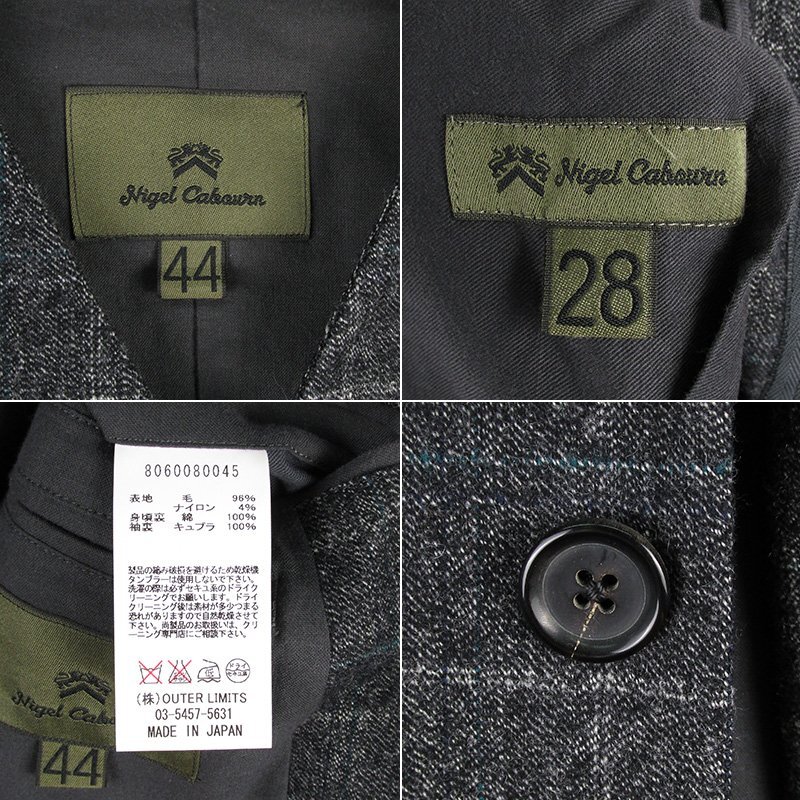 Nigel Cabourn
44
Nigel Cabourn
28
8060080045
表地 毛 96%
ナイロン 4%
身頃裏 綿 100%
袖裏 キュプラ 100%
製品の縮み破損を避けるため乾燥機
タンブラーは使用しないで下さい。
洗濯の際は必ずセキユ系のドライク
リーニングでお願いします。ドライ
クリーニング後は素材が多少つまる
恐れがありますので自然乾燥させて
下さい。尚製品のお取扱いは、クリ
ーニング専門店にご相談下さい。
ドライ
セキユ系
(株)OUTER LIMITS
03-5457-5631
MADE IN JAPAN
Nigel Cabourn
44